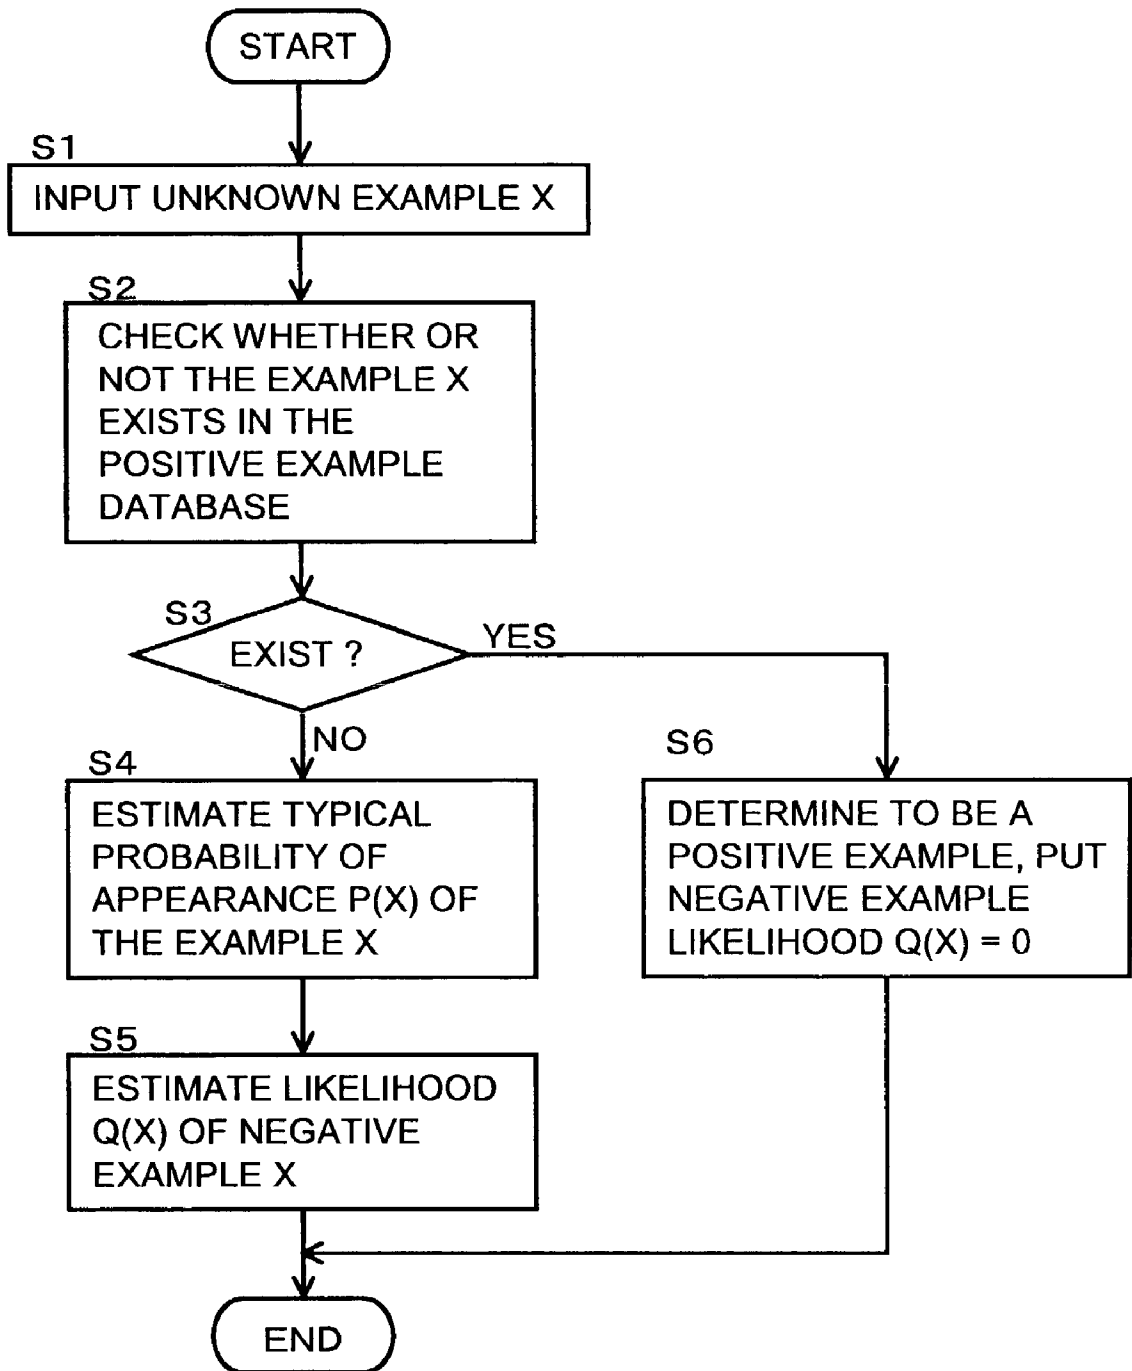 START
S1
INPUT UNKNOWN EXAMPLE X
S2
CHECK WHETHER OR
NOT THE EXAMPLE X
EXISTS IN THE
POSITIVE EXAMPLE
DATABASE
S3
EXIST ?
YES
NO
S4
ESTIMATE TYPICAL
PROBABILITY OF
APPEARANCE P(X) OF
THE EXAMPLE X
S6
DETERMINE TO BE A
POSITIVE EXAMPLE, PUT
NEGATIVE EXAMPLE
LIKELIHOOD Q(X) = 0
S5
ESTIMATE LIKELIHOOD
Q(X) OF NEGATIVE
EXAMPLE X
END